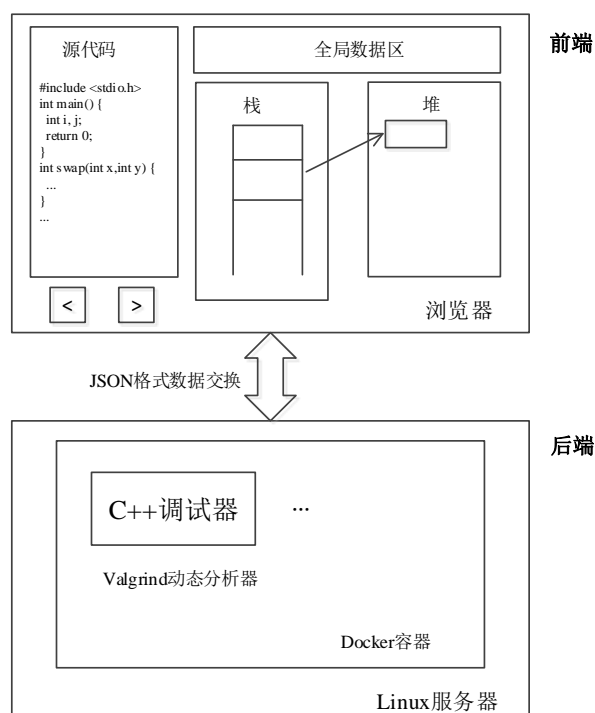 前端
源代码
#include <stdio.h>
int main() {
int i, j;
return 0;
}
int swap(int x,int y) {
...
}
...
全局数据区
栈
堆
<
>
浏览器
JSON格式数据交换
后端
C++调试器
...
Valgrind动态分析器
Docker容器
Linux服务器